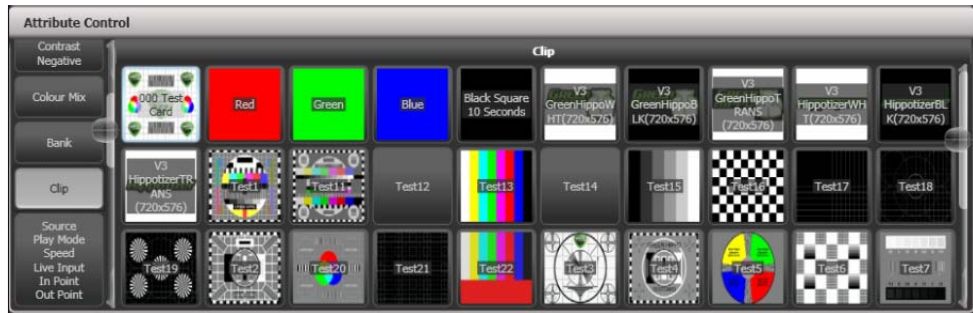 Attribute Control
Contrast
Negative
Colour Mix
Bank
Clip
Source
Play Mode
Speed
Live Input
In Point
Out Point
Clip
000 Test
Card
Red
Green
Blue
Black Square
10 Seconds
V3
GreenHippoW
HT(720x576)
V3
GreenHippoB
LK(720x576)
V3
GreenHippoT
RANS
(720x576)
V3
HippotizerWH
T(720x576)
V3
HippotizerBL
K(720x576)
V3
HippotizerTR
ANS
(720x576)
Test1
Test11
Test12
Test13
Test14
Test15
Test16
Test17
Test18
Test19
Test2
Test20
Test21
Test22
Test3
Test4
Test5
Test6
Test7